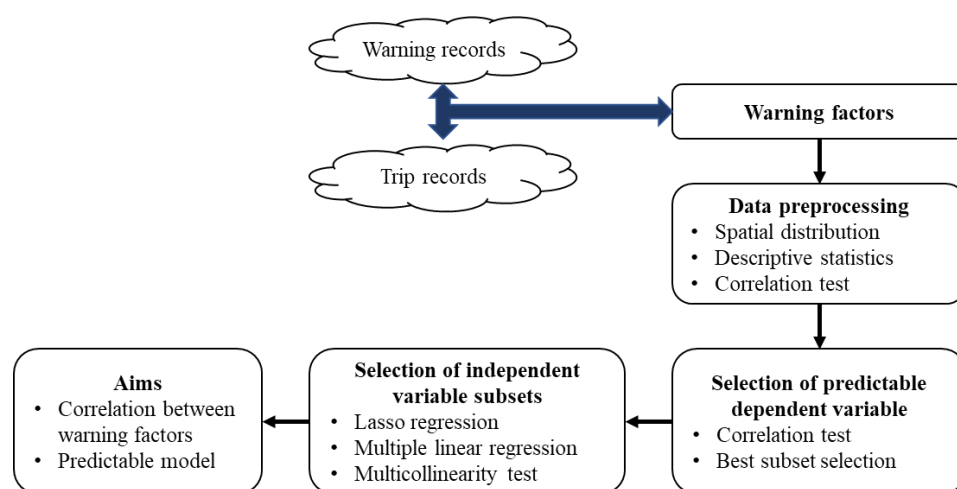 Warning records
Trip records
Warning factors
Data preprocessing
• Spatial distribution
• Descriptive statistics
• Correlation test
Selection of predictable
dependent variable
• Correlation test
• Best subset selection
Selection of independent
variable subsets
• Lasso regression
• Multiple linear regression
• Multicollinearity test
Aims
• Correlation between
warning factors
• Predictable model